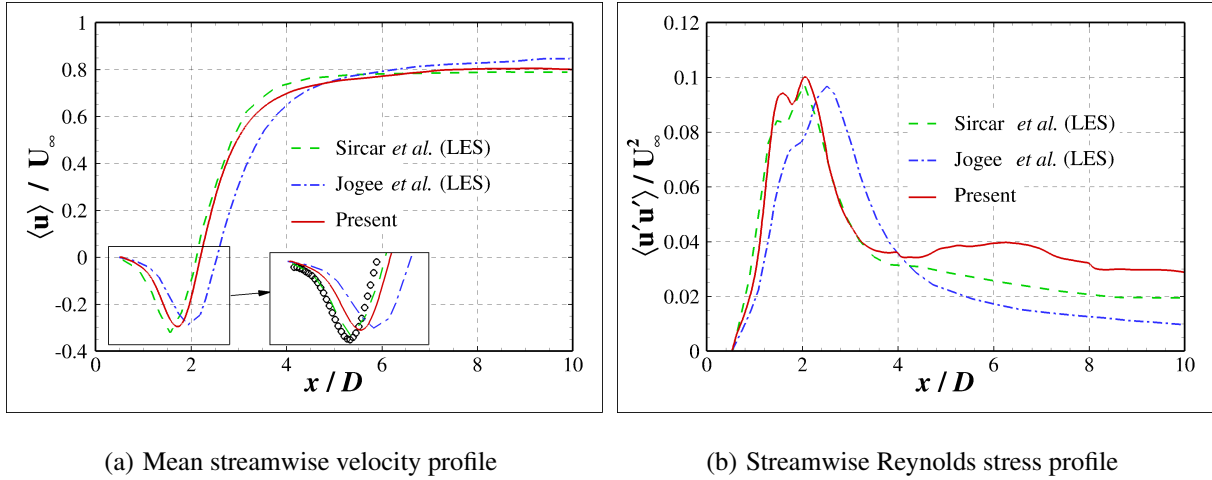 1
0.8
0.6
0.4
0.2
0
-0.2
-0.4
⟨u⟩ / U∞
0 2 4 6 8 10
x / D
Sircar et al. (LES)
Jogee et al. (LES)
Present
0.12
0.1
0.08
0.06
0.04
0.02
0
⟨u′u′⟩ / U²∞
0 2 4 6 8 10
x / D
Sircar et al. (LES)
Jogee et al. (LES)
Present
(a) Mean streamwise velocity profile
(b) Streamwise Reynolds stress profile